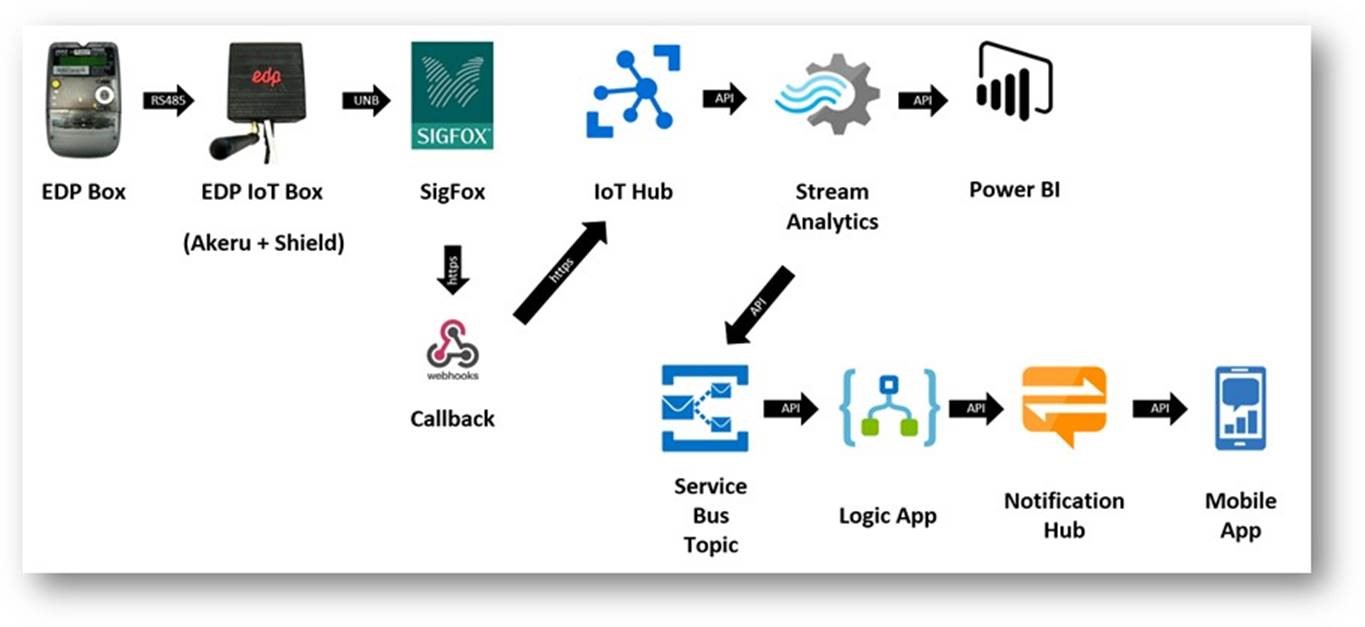 RS485
edp
UNB
SIGFOX
API
API
EDP Box
EDP IoT Box
(Akeru + Shield)
SigFox
IoT Hub
Stream
Analytics
Power BI
https
https
API
webhooks
Callback
API
API
API
Service
Bus
Topic
Logic App
Notification
Hub
Mobile
App